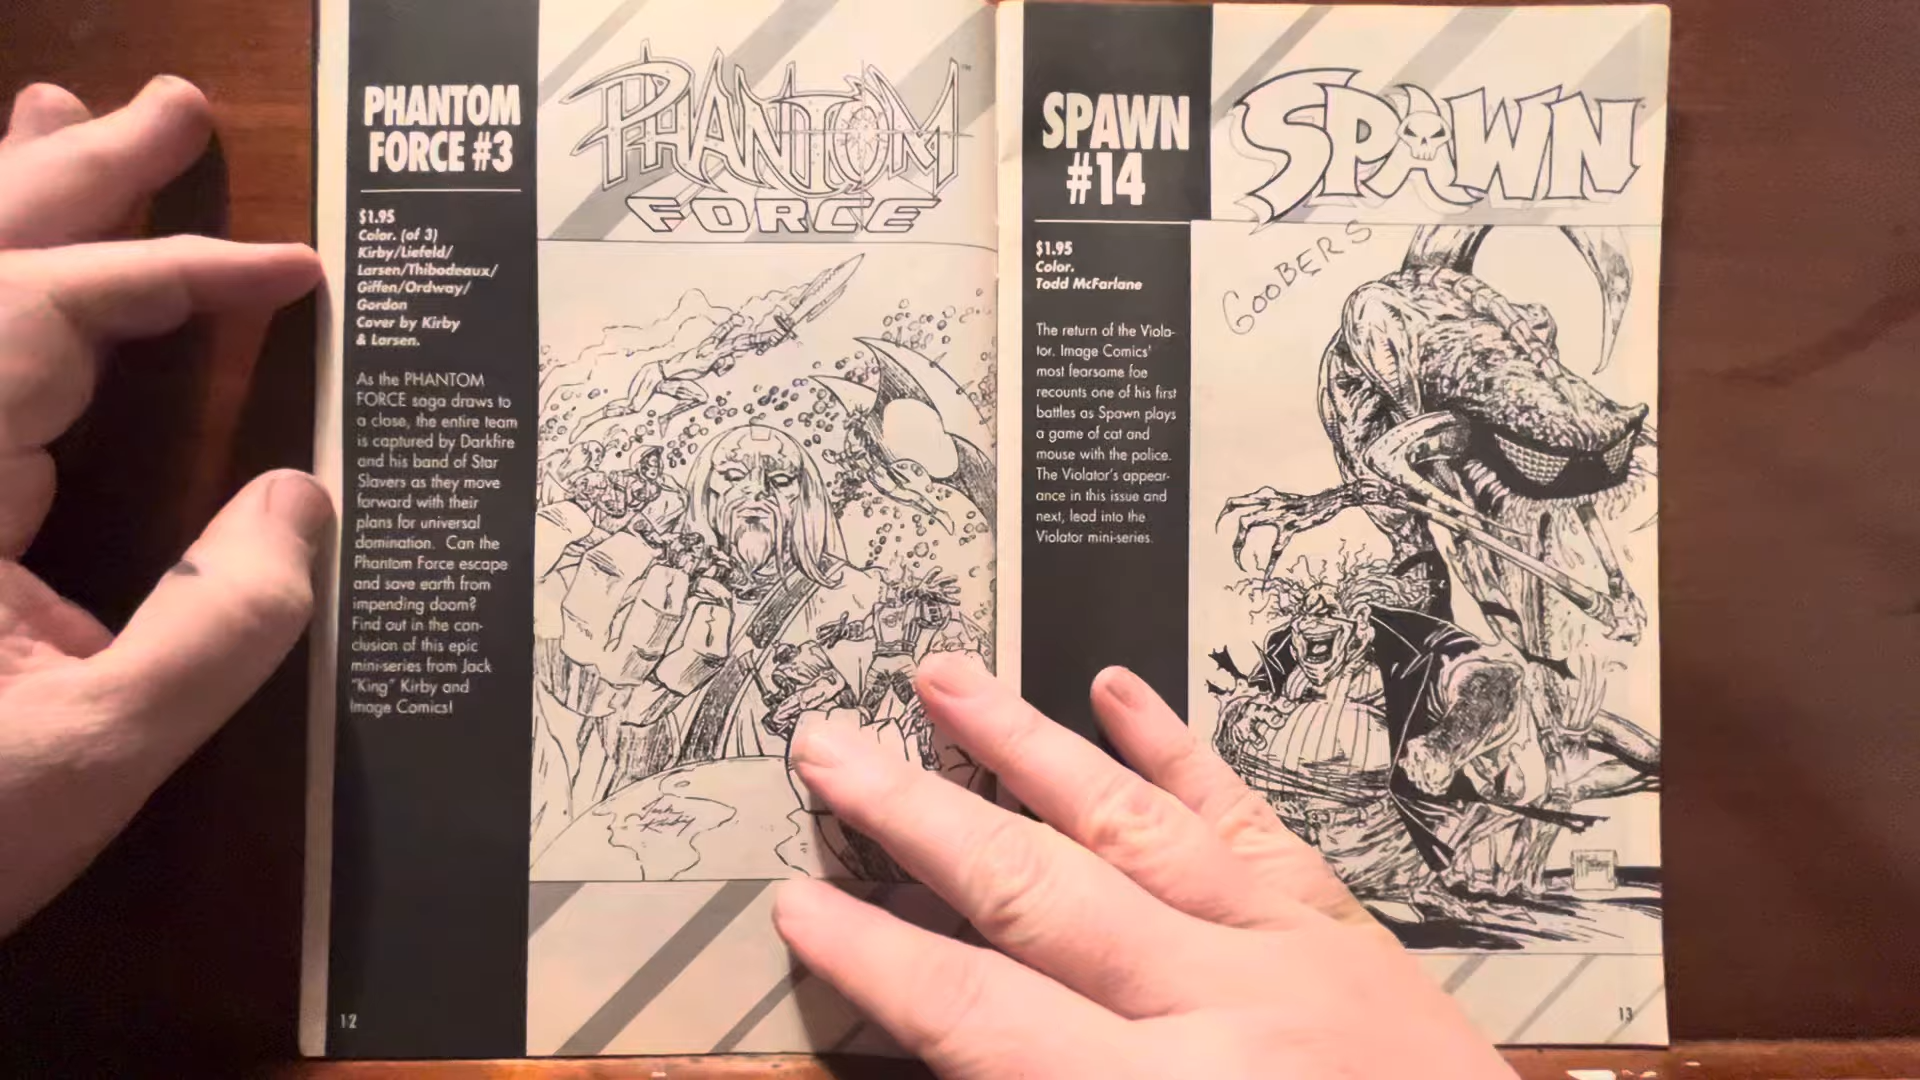 PHANTOM
FORCE #3
$1.95
Color. (of 3)
Kirby/Liefeld/
Larsen/Thibodeaux/
Giffen/Ordway/
Gordon
Cover by Kirby
& Larsen.
As the PHANTOM
FORCE saga draws to
a close, the entire team
is captured by Darkfire
and his band of Star
Slavers as they move
forward with their
plans for universal
domination. Can the
Phantom Force escape
and save earth from
impending doom?
Find out in the con-
clusion of this epic
mini-series from Jack
"King" Kirby and
Image Comics!
12
PHANTOM
FORCE
Jack
Kirby
SPAWN
#14
$1.95
Color.
Todd McFarlane
The return of the Viola-
tor. Image Comics'
most fearsome foe
recounts one of his first
battles as Spawn plays
a game of cat and
mouse with the police.
The Violator's appear-
ance in this issue and
next, lead into the
Violator mini-series.
SPAWN
GOOBERS
13